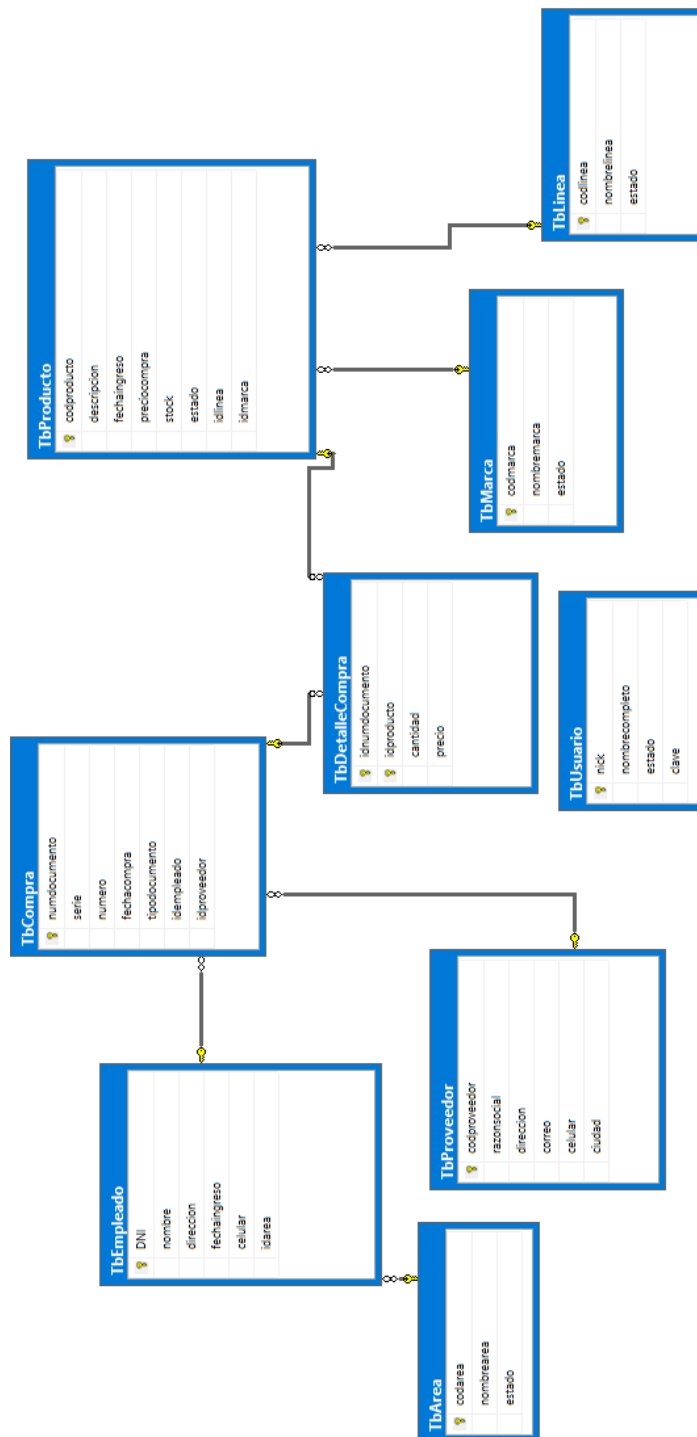 TbEmpleado
DNI
nombre
direccion
fechaingreso
celular
idarea
TbCompra
numdocumento
serie
numero
fechacompra
tipodocumento
idempleado
idproveedor
TbProducto
codproducto
descripcion
fechaingreso
preciocompra
stock
estado
idlinea
idmarca
TbArea
codarea
nombrearea
estado
TbProveedor
codproveedor
razonsocial
direccion
correo
celular
ciudad
TbDetalleCompra
idnumdocumento
idproducto
cantidad
precio
TbUsuario
nick
nombrecompleto
estado
clave
TbMarca
codmarca
nombremarca
estado
TbLinea
codlinea
nombrelinea
estado